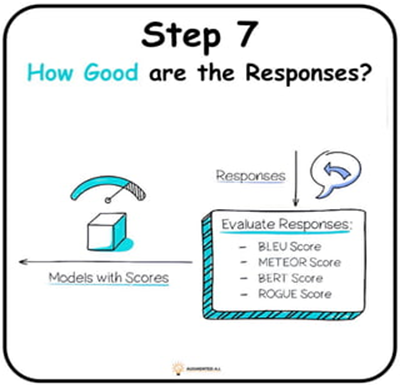 Step 7
How Good are the Responses?
Responses
Evaluate Responses:
- BLEU Score
- METEOR Score
- BERT Score
- ROGUE Score
Models with Scores
AUGMENTED A.I.